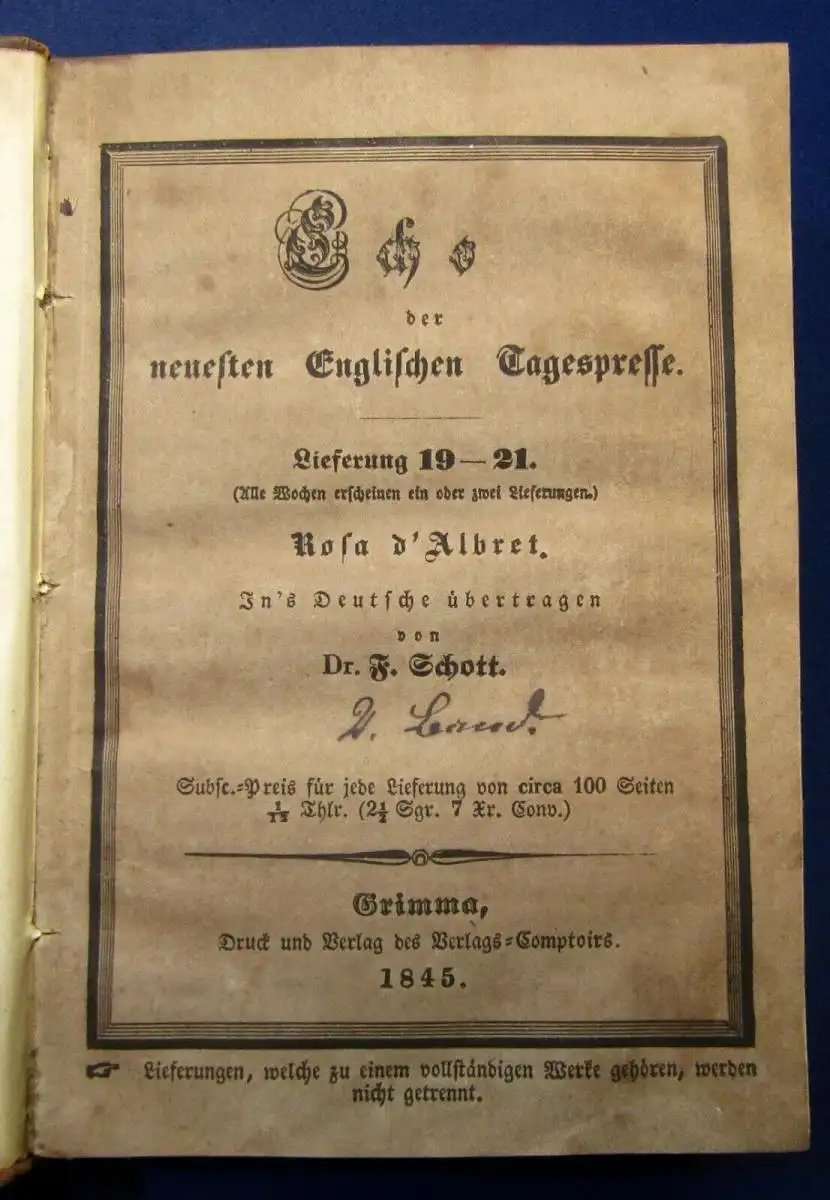 Echo
der
neuesten Englischen Tagespresse.
Lieferung 19 — 21.
(Alle Wochen erscheinen ein oder zwei Lieferungen.)
Rosa d'Albret.
In's Deutsche übertragen
von
Dr. F. Schott.
Band.
Subsc.-Preis für jede Lieferung von circa 100 Seiten
1/12 Thlr. (2½ Sgr. 7 Xr. Conv.)
Grimma,
Druck und Verlag des Verlags-Comptoirs.
1845.
☛ Lieferungen, welche zu einem vollständigen Werke gehören, werden
nicht getrennt.